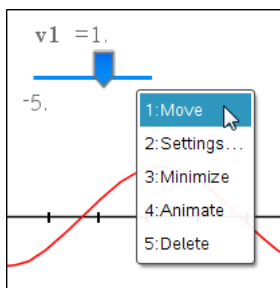 v1 =1.
-5.
1:Move
2:Settings...
3:Minimize
4:Animate
5:Delete